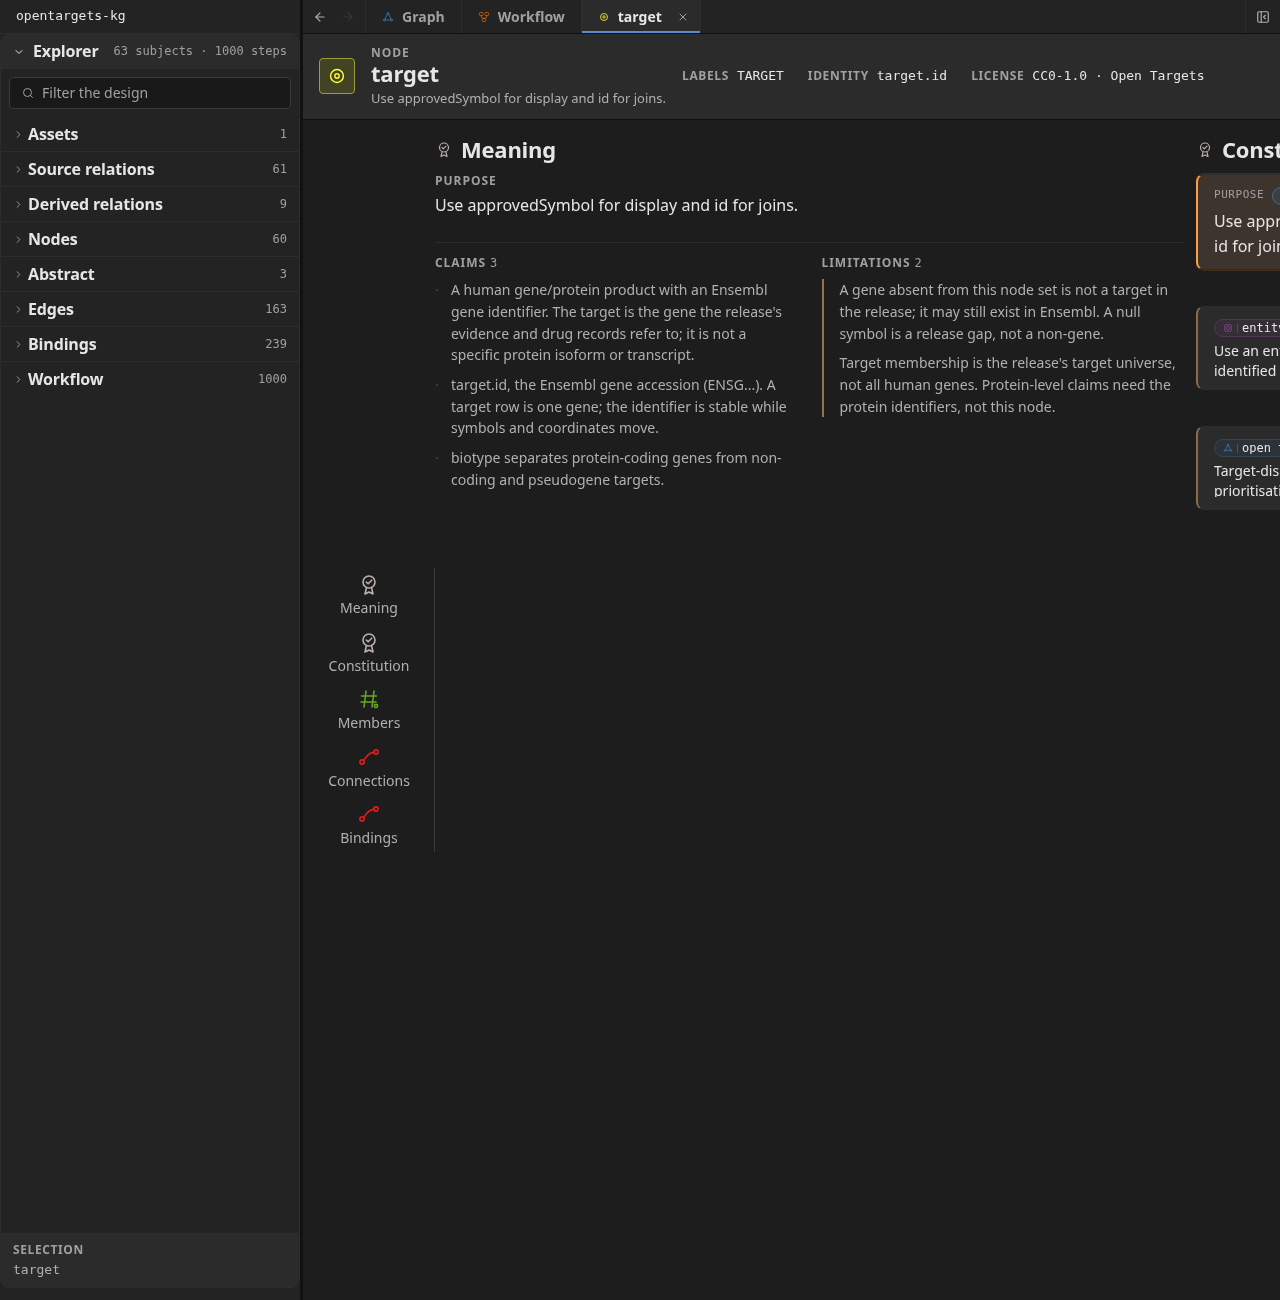 opentargets-kg
Graph
Workflow
target
Explorer 63 subjects · 1000 steps
Filter the design
Assets 1
Source relations 61
Derived relations 9
Nodes 60
Abstract 3
Edges 163
Bindings 239
Workflow 1000
SELECTION
target
NODE
target
Use approvedSymbol for display and id for joins.
LABELS TARGET IDENTITY target.id LICENSE CC0-1.0 · Open Targets
Meaning
PURPOSE
Use approvedSymbol for display and id for joins.
CLAIMS 3
· A human gene/protein product with an Ensembl
gene identifier. The target is the gene the release's
evidence and drug records refer to; it is not a
specific protein isoform or transcript.
· target.id, the Ensembl gene accession (ENSG…). A
target row is one gene; the identifier is stable while
symbols and coordinates move.
· biotype separates protein-coding genes from non-
coding and pseudogene targets.
LIMITATIONS 2
A gene absent from this node set is not a target in
the release; it may still exist in Ensembl. A null
symbol is a release gap, not a non-gene.
Target membership is the release's target universe,
not all human genes. Protein-level claims need the
protein identifiers, not this node.
Const
PURPOSE
Use appr
id for join
entity
Use an en
identified
open
Target-dis
prioritisati
Meaning
Constitution
Members
Connections
Bindings